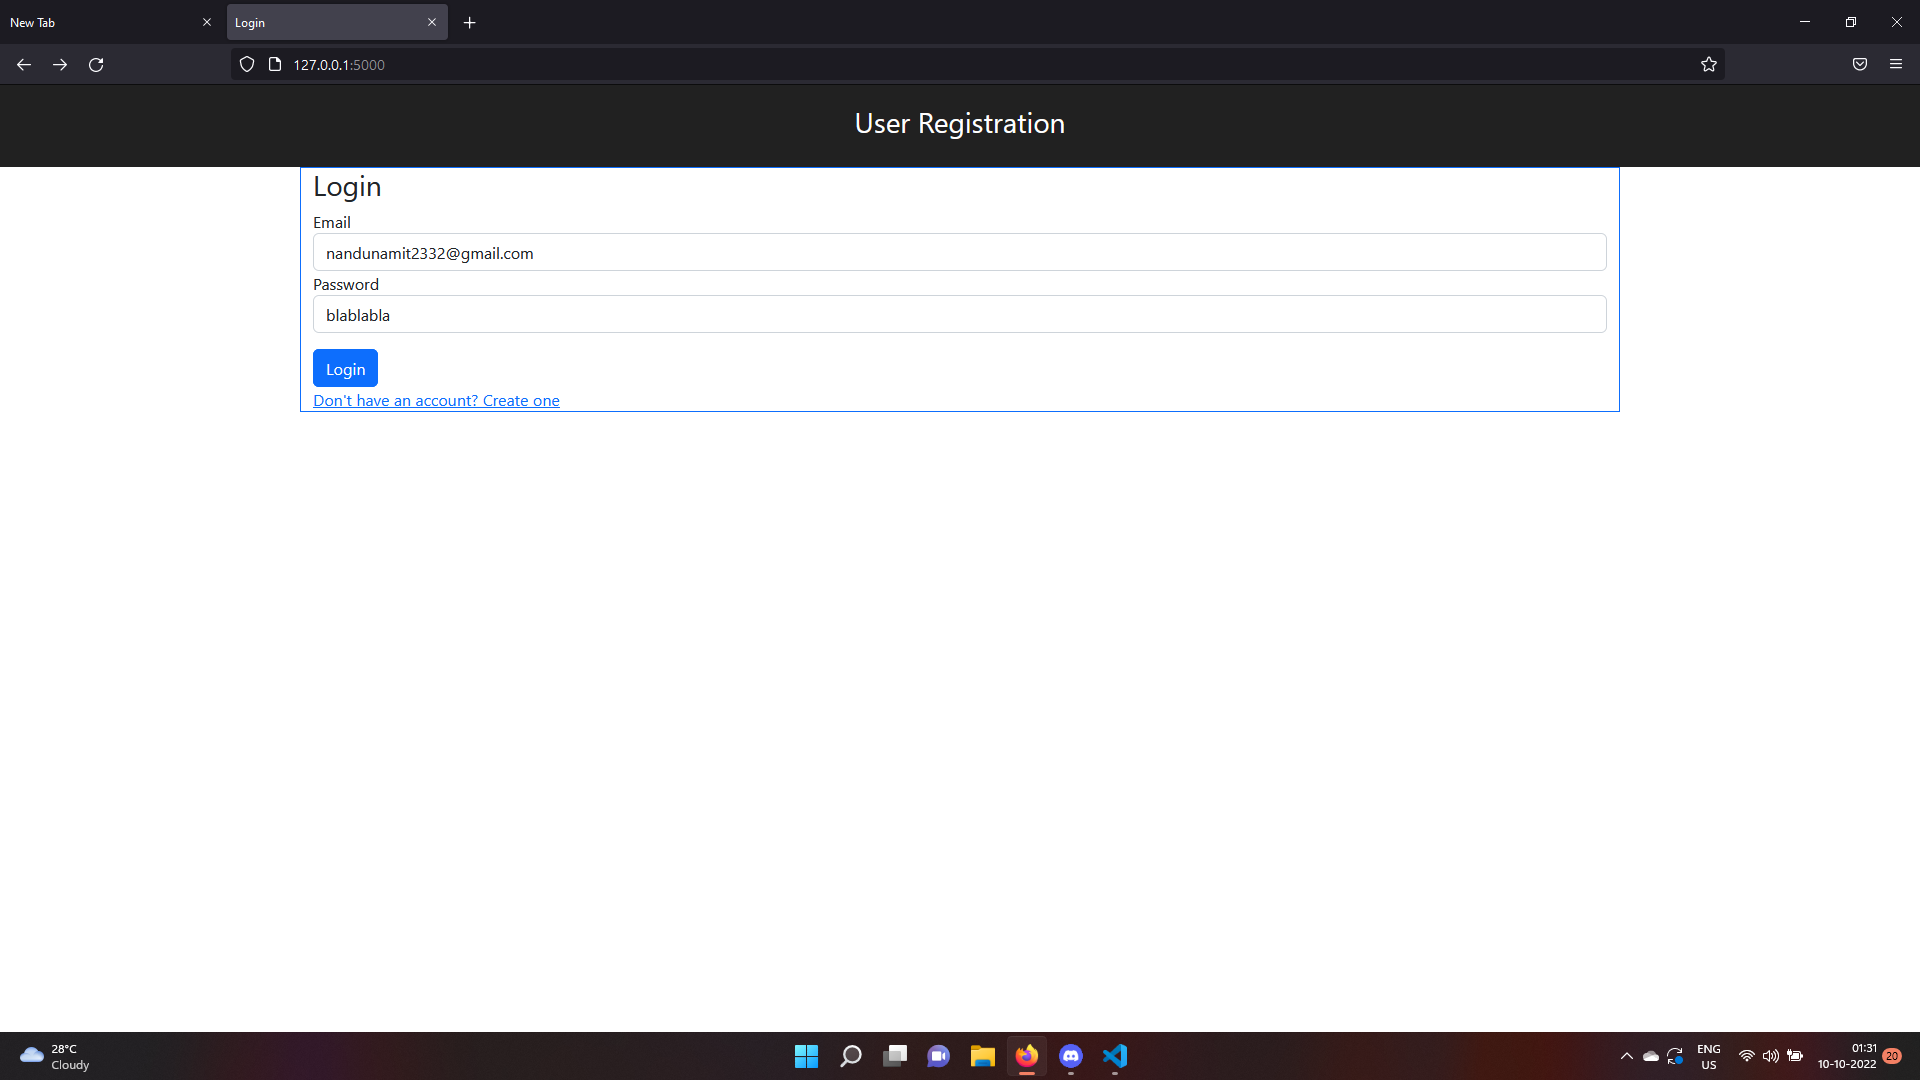 New Tab
Login
127.0.0.1:5000
User Registration
Login
Email
nandunamit2332@gmail.com
Password
blablabla
Login
Don't have an account? Create one
28°C
Cloudy
ENG
US
01:31
10-10-2022
20